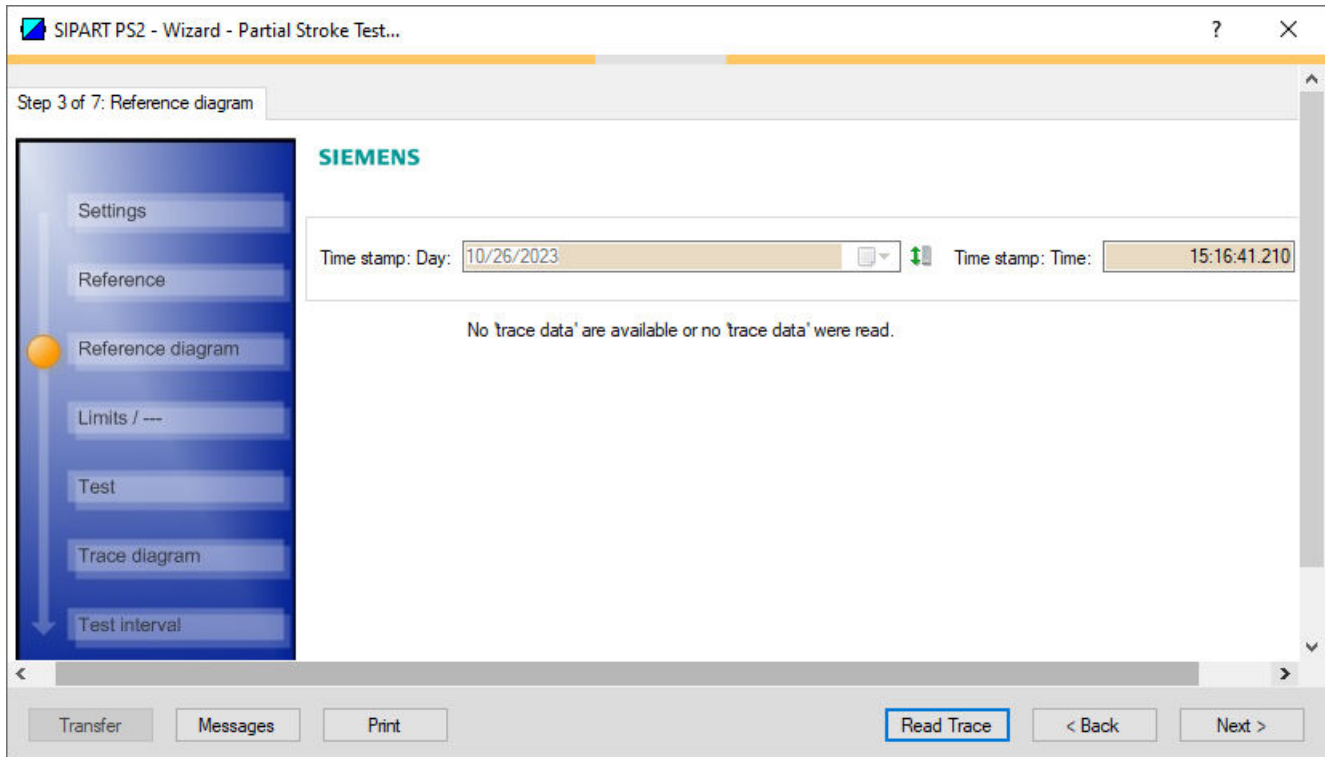 SIPART PS2 - Wizard - Partial Stroke Test...
Step 3 of 7: Reference diagram
SIEMENS
Settings
Reference
Reference diagram
Limits / ---
Test
Trace diagram
Test interval
Time stamp: Day: 10/26/2023 Time stamp: Time: 15:16:41.210
No 'trace data' are available or no 'trace data' were read.
Transfer Messages Print Read Trace < Back Next >